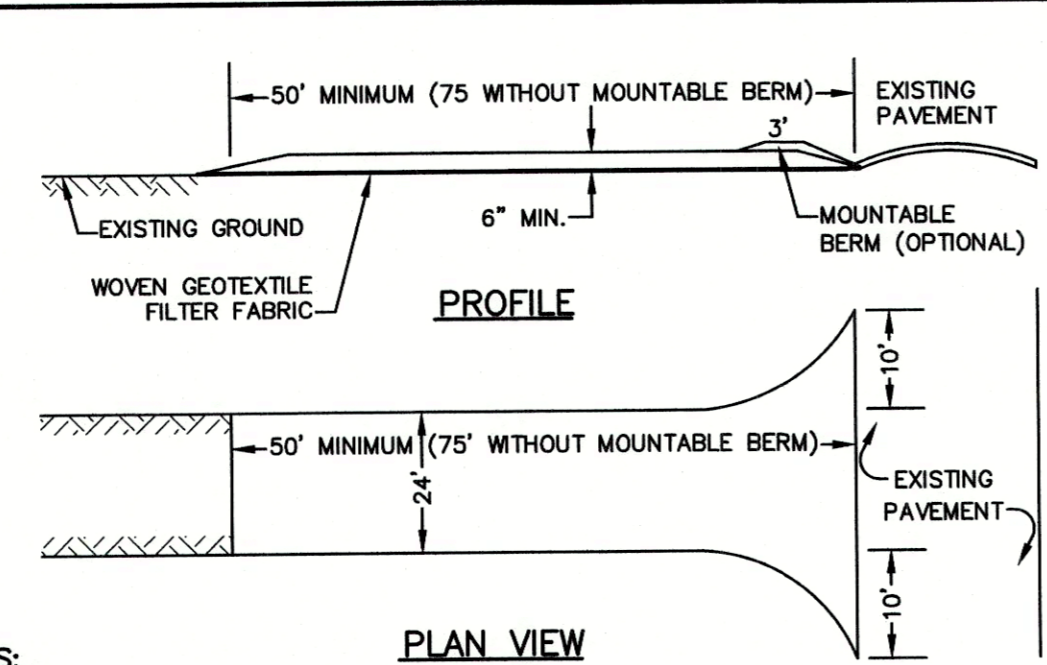 50' MINIMUM (75 WITHOUT MOUNTABLE BERM)
EXISTING
PAVEMENT
3'
EXISTING GROUND
6" MIN.
MOUNTABLE
BERM (OPTIONAL)
WOVEN GEOTEXTILE
FILTER FABRIC
PROFILE
10'
50' MINIMUM (75' WITHOUT MOUNTABLE BERM)
24'
EXISTING
PAVEMENT
10'
PLAN VIEW
S: